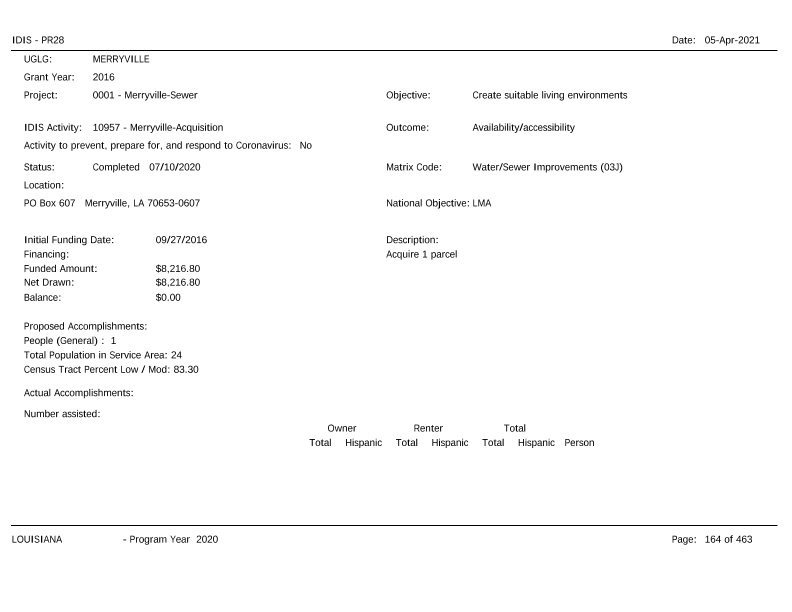 IDIS - PR28 Date: 05-Apr-2021
UGLG: MERRYVILLE
Grant Year: 2016
Project: 0001 - Merryville-Sewer Objective: Create suitable living environments
IDIS Activity: 10957 - Merryville-Acquisition Outcome: Availability/accessibility
Activity to prevent, prepare for, and respond to Coronavirus: No
Status: Completed 07/10/2020 Matrix Code: Water/Sewer Improvements (03J)
Location:
PO Box 607 Merryville, LA 70653-0607 National Objective: LMA
Initial Funding Date: 09/27/2016 Description:
Financing: Acquire 1 parcel
Funded Amount: $8,216.80
Net Drawn: $8,216.80
Balance: $0.00
Proposed Accomplishments:
People (General) : 1
Total Population in Service Area: 24
Census Tract Percent Low / Mod: 83.30
Actual Accomplishments:
Number assisted:
Owner Renter Total
Total Hispanic Total Hispanic Total Hispanic Person
LOUISIANA - Program Year 2020 Page: 164 of 463